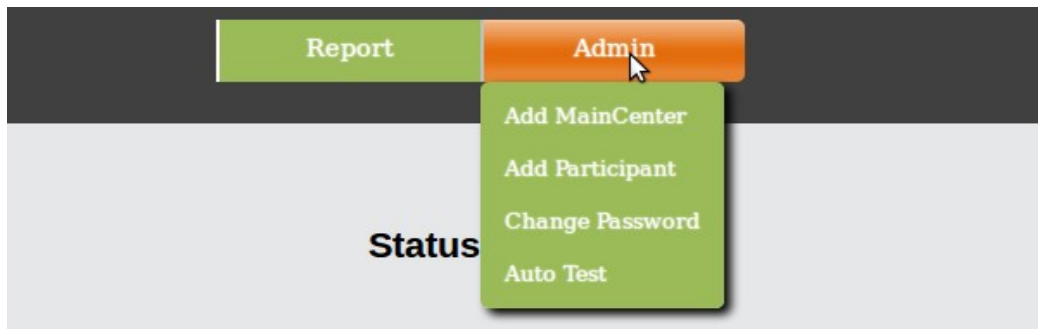 Report
Admin
Add MainCenter
Add Participant
Change Password
Status
Auto Test